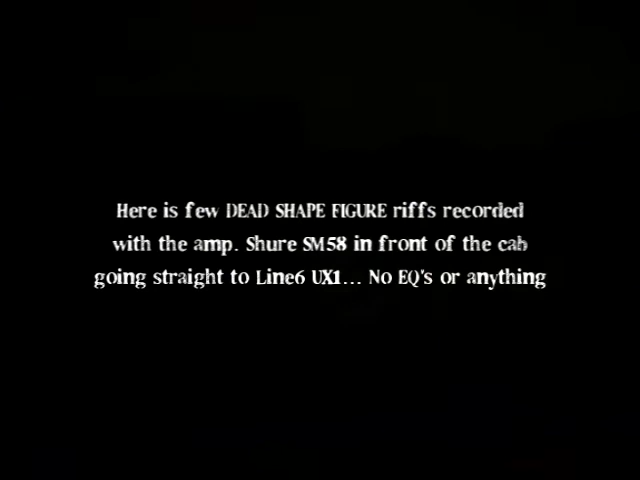 Here is few DEAD SHAPE FIGURE riffs recorded
with the amp. Shure SM58 in front of the cab
going straight to Line6 UX1... No EQ's or anything